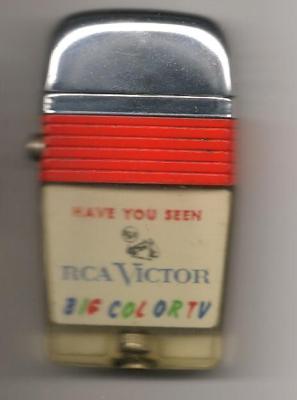 HAVE YOU SEEN
RCA VICTOR
BIG COLOR TV